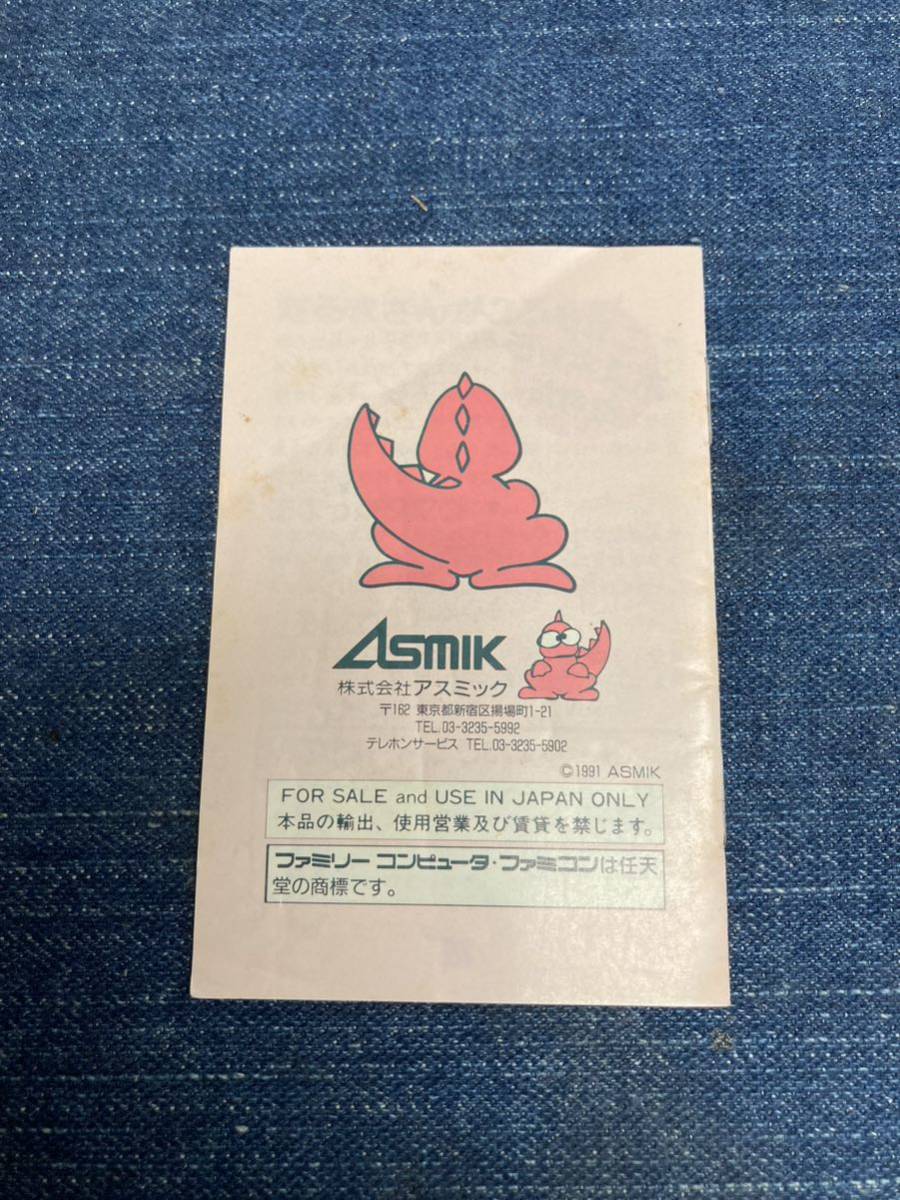 ASMIK
株式会社アスミック
〒162 東京都新宿区揚場町1-21
TEL.03-3235-5992
テレホンサービス TEL.03-3235-5902
©1991 ASMIK
FOR SALE and USE IN JAPAN ONLY
本品の輸出、使用営業及び賃貸を禁じます。
ファミリーコンピュータ・ファミコンは任天
堂の商標です。